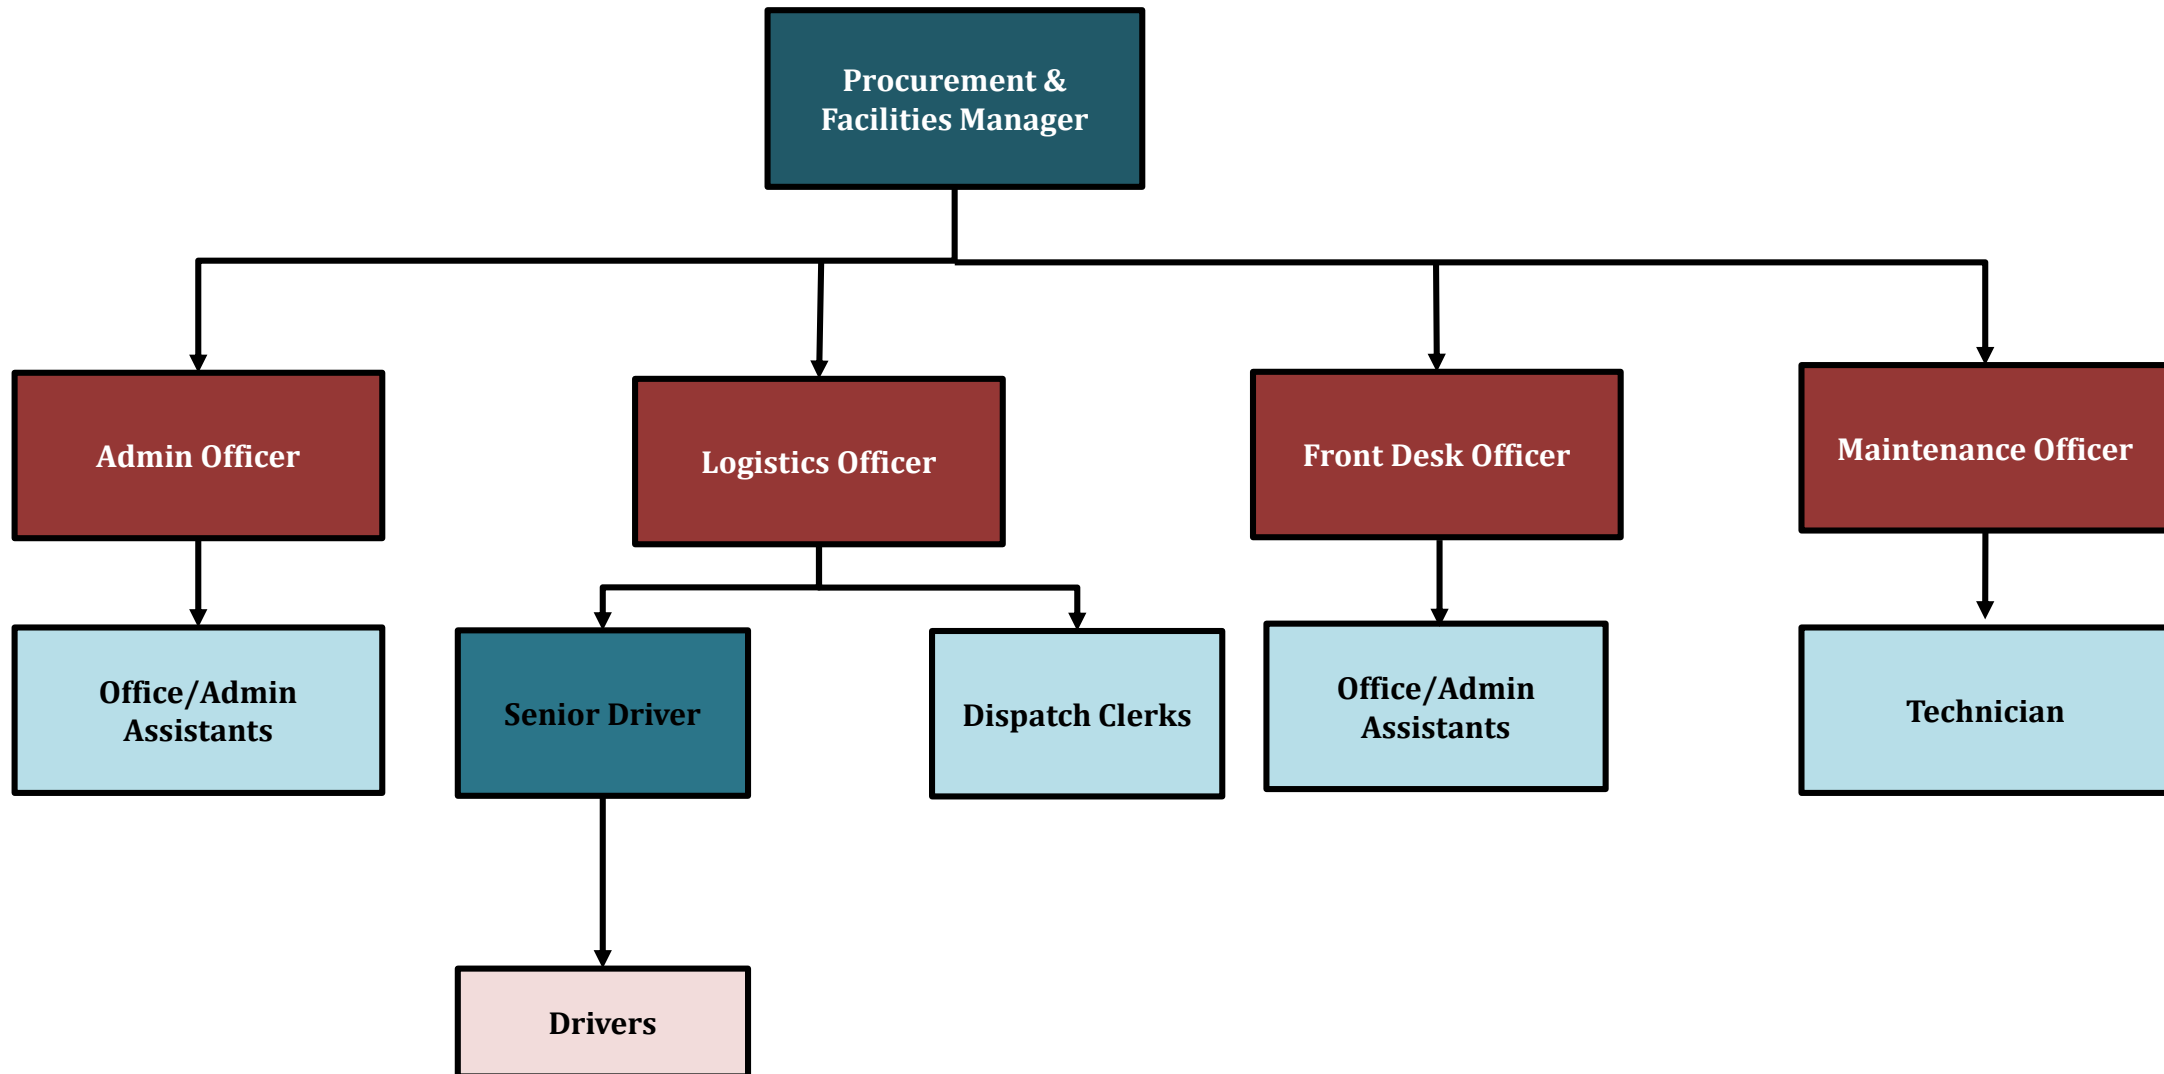 Procurement &
Facilities Manager
Admin Officer
Logistics Officer
Front Desk Officer
Maintenance Officer
Office/Admin
Assistants
Senior Driver
Dispatch Clerks
Office/Admin
Assistants
Technician
Drivers